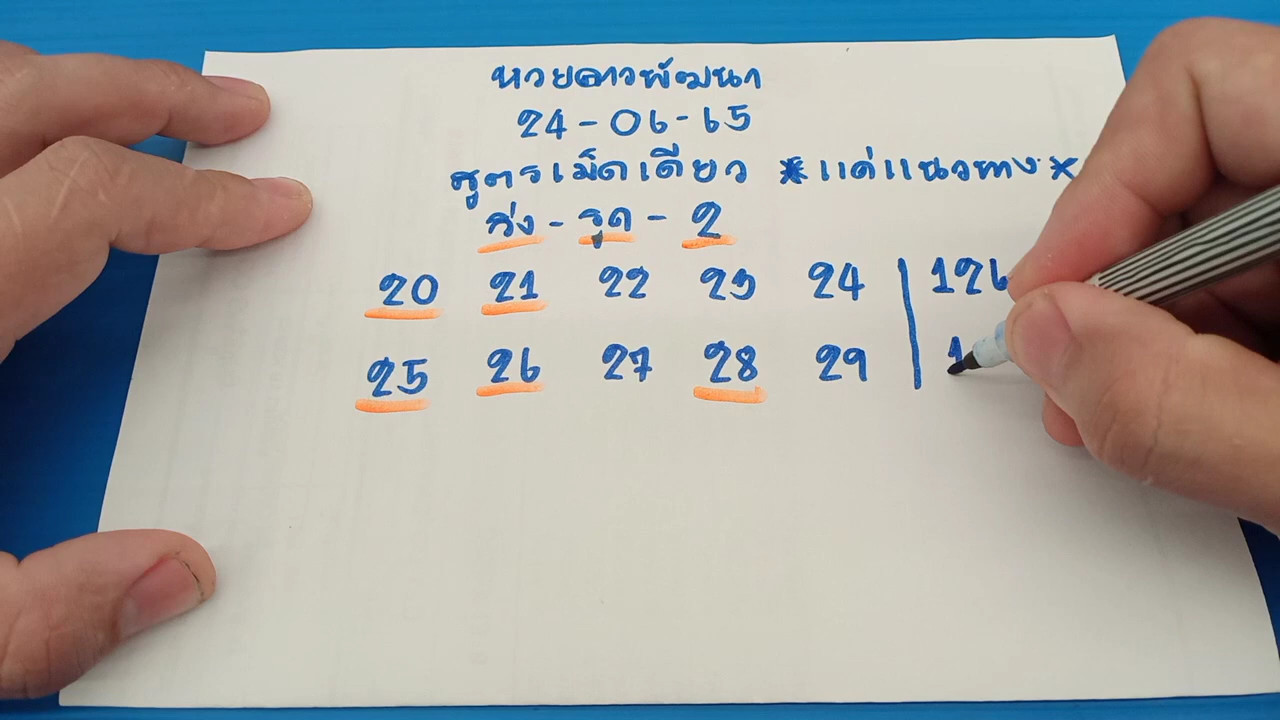 หวยลาวพัฒนา
24-06-65
สูตรเม็ดเดียว *แค่แนวทาง*
วิ่ง - รูด - 2
20 21 22 23 24 126
25 26 27 28 29 1